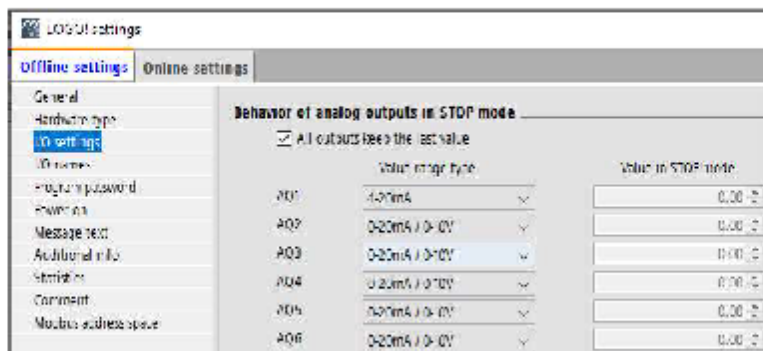 LOGO! settings
Offline settings Online settings
General
Hardware type
I/O settings
I/O names
Program password
Power on
Message text
Additional info
Statistics
Comment
Modbus address space
Behavior of analog outputs in STOP mode
All outputs keep the last value
Value range type Value in STOP mode
AQ1 4-20mA 0.00
AQ2 0-20mA / 0-10V 0.00
AQ3 0-20mA / 0-10V 0.00
AQ4 0-20mA / 0-10V 0.00
AQ5 0-20mA / 0-10V 0.00
AQ6 0-20mA / 0-10V 0.00